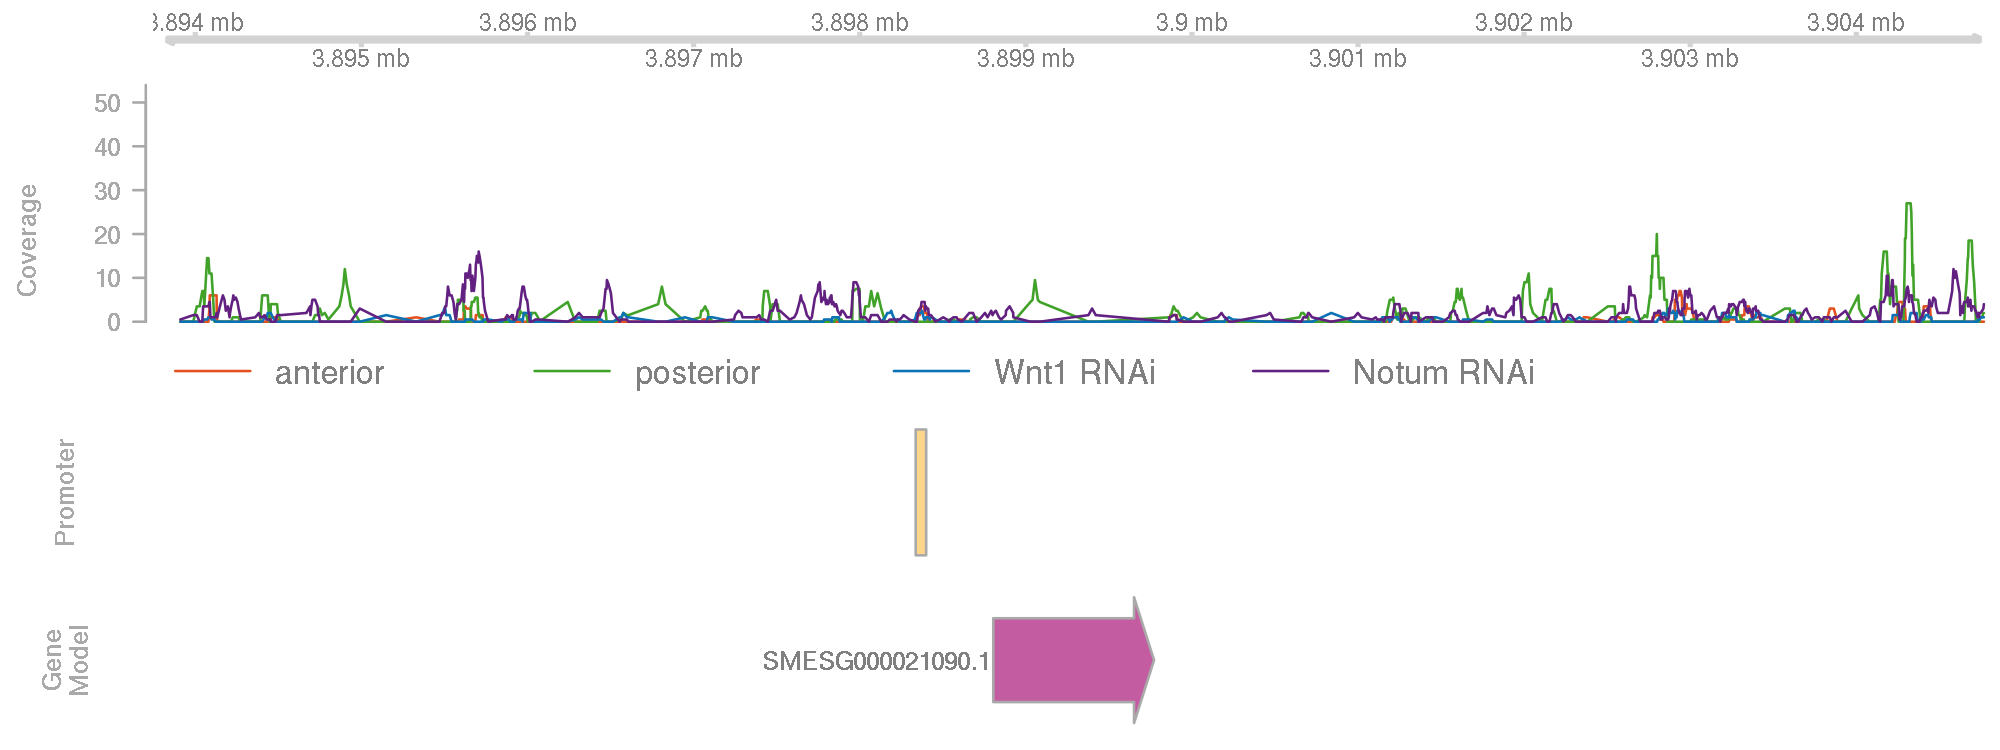 3.894 mb 3.896 mb 3.898 mb 3.9 mb 3.902 mb 3.904 mb
3.895 mb 3.897 mb 3.899 mb 3.901 mb 3.903 mb
50
40
30
20
10
0
Coverage
anterior posterior Wnt1 RNAi Notum RNAi
Promoter
Gene
Model
SMESG000021090.1